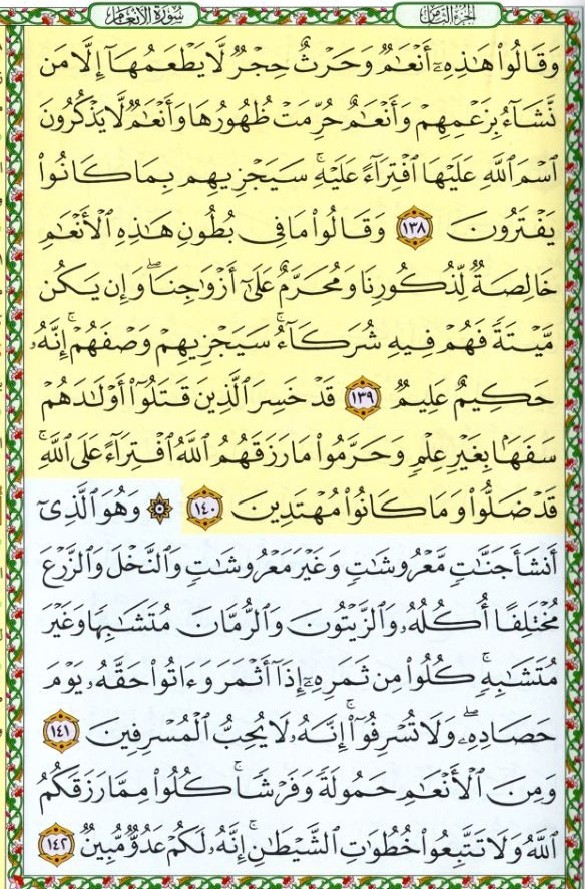 الجزء الثامن
سورة الأنعام
وَقَالُوا۟ هَـٰذِهِۦٓ أَنْعَـٰمٌ وَحَرْثٌ حِجْرٌ لَّا يَطْعَمُهَآ إِلَّا مَن
نَّشَآءُ بِزَعْمِهِمْ وَأَنْعَـٰمٌ حُرِّمَتْ ظُهُورُهَا وَأَنْعَـٰمٌ لَّا يَذْكُرُونَ
ٱسْمَ ٱللَّهِ عَلَيْهَا ٱفْتِرَآءً عَلَيْهِ ۚ سَيَجْزِيهِم بِمَا كَانُوا۟
يَفْتَرُونَ ١٣٨ وَقَالُوا۟ مَا فِى بُطُونِ هَـٰذِهِ ٱلْأَنْعَـٰمِ
خَالِصَةٌ لِّذُكُورِنَا وَمُحَرَّمٌ عَلَىٰٓ أَزْوَٰجِنَا ۖ وَإِن يَكُن
مَّيْتَةً فَهُمْ فِيهِ شُرَكَآءُ ۚ سَيَجْزِيهِمْ وَصْفَهُمْ ۚ إِنَّهُۥ
حَكِيمٌ عَلِيمٌ ١٣٩ قَدْ خَسِرَ ٱلَّذِينَ قَتَلُوٓا۟ أَوْلَـٰدَهُمْ
سَفَهًۢا بِغَيْرِ عِلْمٍ وَحَرَّمُوا۟ مَا رَزَقَهُمُ ٱللَّهُ ٱفْتِرَآءً عَلَى ٱللَّهِ ۚ
قَدْ ضَلُّوا۟ وَمَا كَانُوا۟ مُهْتَدِينَ ١٤٠ ۞ وَهُوَ ٱلَّذِىٓ
أَنشَأَ جَنَّـٰتٍ مَّعْرُوشَـٰتٍ وَغَيْرَ مَعْرُوشَـٰتٍ وَٱلنَّخْلَ وَٱلزَّرْعَ
مُخْتَلِفًا أُكُلُهُۥ وَٱلزَّيْتُونَ وَٱلرُّمَّانَ مُتَشَـٰبِهًا وَغَيْرَ
مُتَشَـٰبِهٍ ۚ كُلُوا۟ مِن ثَمَرِهِۦٓ إِذَآ أَثْمَرَ وَءَاتُوا۟ حَقَّهُۥ يَوْمَ
حَصَادِهِۦ ۖ وَلَا تُسْرِفُوٓا۟ ۚ إِنَّهُۥ لَا يُحِبُّ ٱلْمُسْرِفِينَ ١٤١
وَمِنَ ٱلْأَنْعَـٰمِ حَمُولَةً وَفَرْشًا ۚ كُلُوا۟ مِمَّا رَزَقَكُمُ
ٱللَّهُ وَلَا تَتَّبِعُوا۟ خُطُوَٰتِ ٱلشَّيْطَـٰنِ ۚ إِنَّهُۥ لَكُمْ عَدُوٌّ مُّبِينٌ ١٤٢